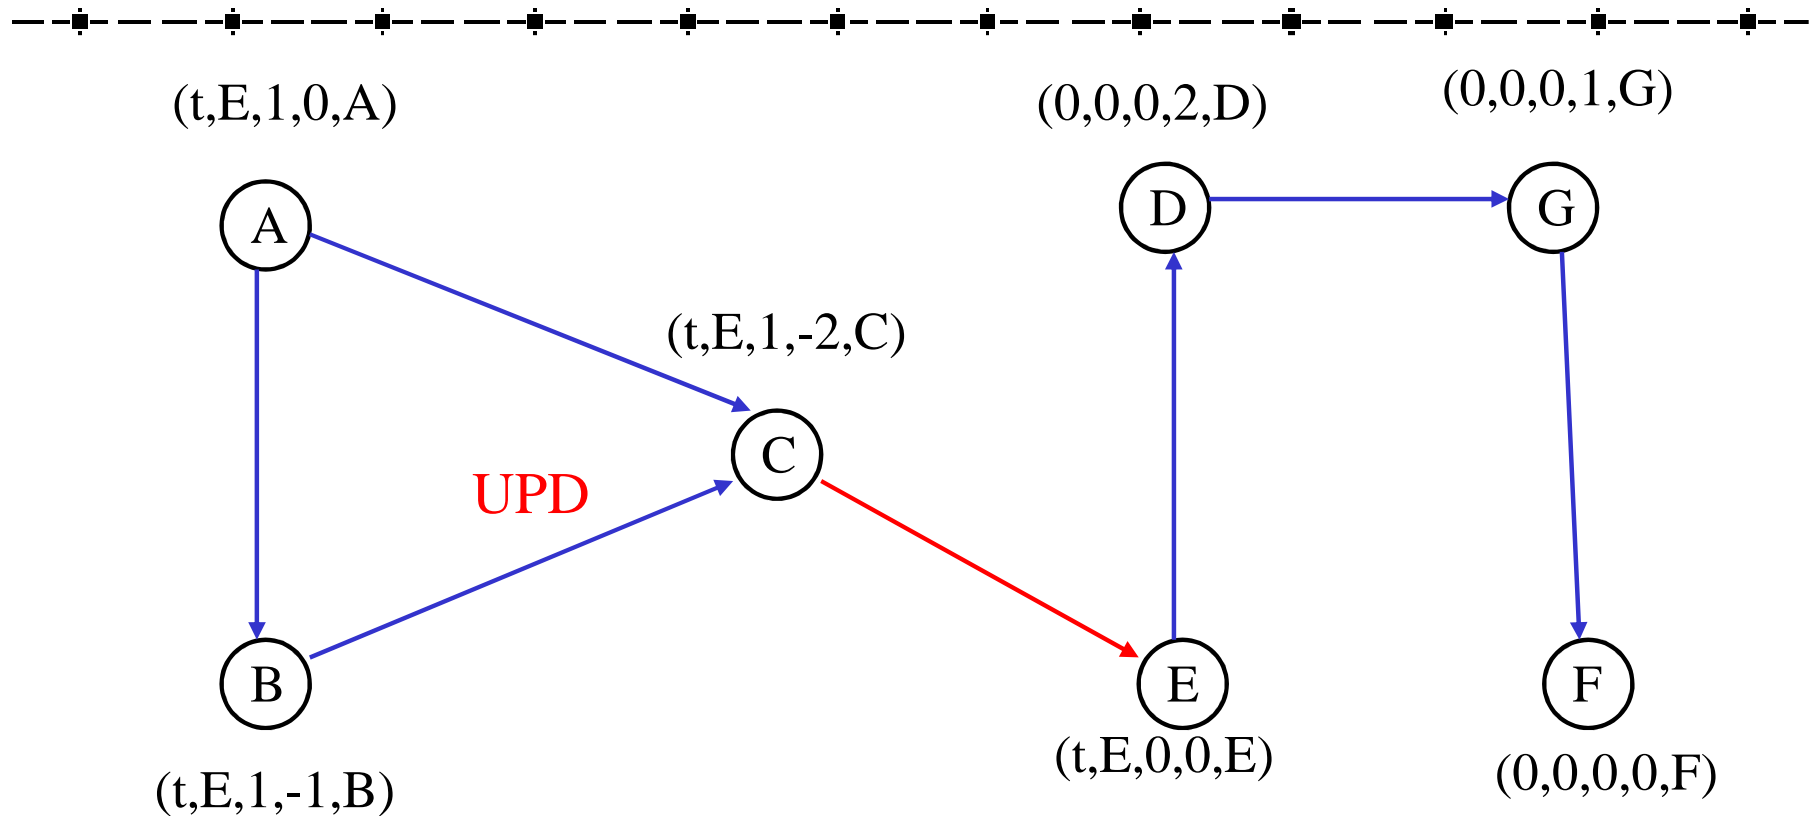 (t,E,1,0,A)
(0,0,0,2,D)
(0,0,0,1,G)
A
D
G
(t,E,1,-2,C)
C
UPD
B
E
F
(t,E,1,-1,B)
(t,E,0,0,E)
(0,0,0,0,F)